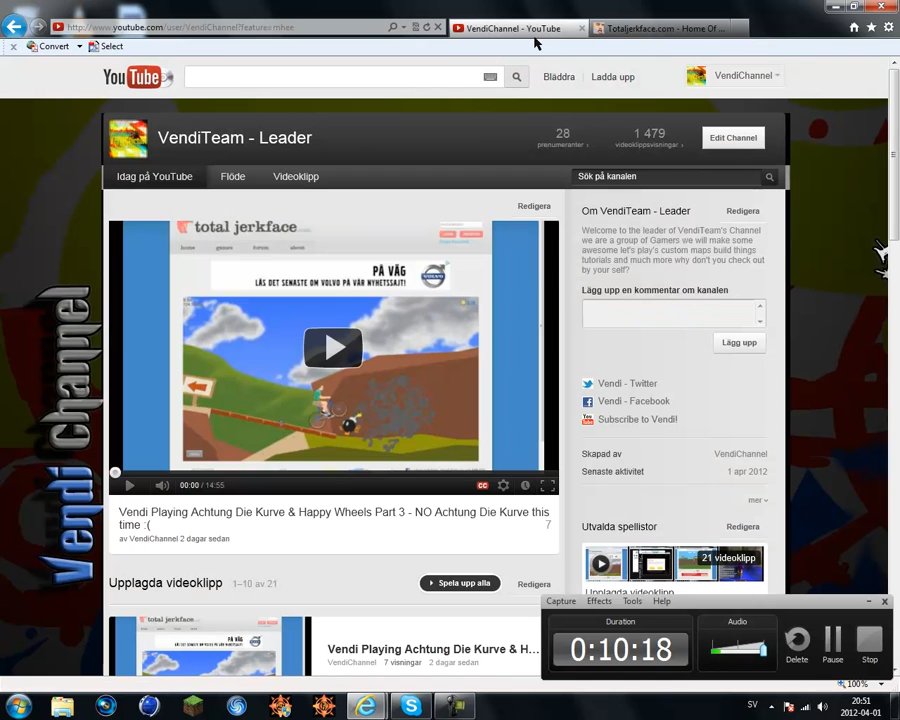 http://www.youtube.com/user/VendiChannel?feature=mhee
VendiChannel - YouTube
Totaljerkface.com - Home Of ...
Convert
Select
YouTube
Bläddra
Ladda upp
VendiChannel
VendiTeam - Leader
28
prenumeranter
1 479
videoklippsvisningar
Edit Channel
Idag på YouTube
Flöde
Videoklipp
Sök på kanalen
Redigera
total jerkface
PÅ VÄG
LÄS DET SENASTE OM VOLVO PÅ VÅR NYHETSSAJT!
VOLVO
00:00 / 14:55
CC
Vendi Playing Achtung Die Kurve & Happy Wheels Part 3 - NO Achtung Die Kurve this
time :(
7
av VendiChannel 2 dagar sedan
Upplagda videoklipp
1–10 av 21
Spela upp alla
Redigera
total jerkface
PÅ VÄG
Vendi Playing Achtung Die Kurve & H...
VendiChannel 7 visningar 2 dagar sedan
Om VendiTeam - Leader
Redigera
Welcome to the leader of VendiTeam's Channel
we are a group of Gamers we will make some
awesome let's play's custom maps build things
tutorials and much more why don't you check out
by your self?
Lägg upp en kommentar om kanalen
Lägg upp
Vendi - Twitter
Vendi - Facebook
Subscribe to Vendi!
Skapad av
VendiChannel
Senaste aktivitet
1 apr 2012
mer
Utvalda spellistor
Redigera
21 videoklipp
Upplagda videoklipp
Vendi Channel
Capture
Effects
Tools
Help
Duration
0:10:18
Audio
Delete
Pause
Stop
100%
SV
20:51
2012-04-01